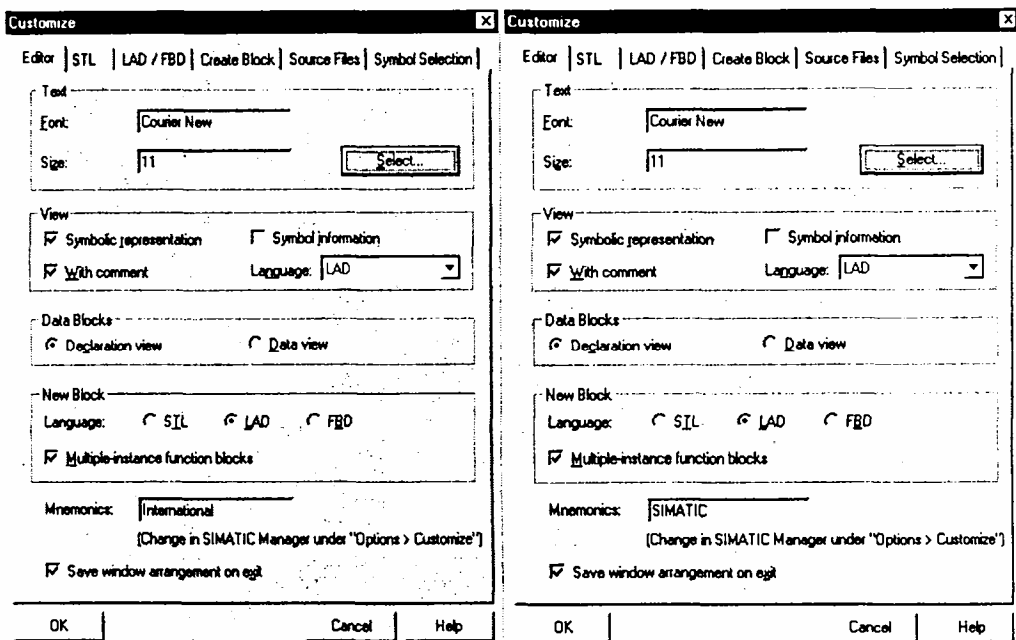 Customize
Editor STL LAD / FBD Create Block Source Files Symbol Selection
Text
Font: Courier New
Size: 11 Select...
View
Symbolic representation Symbol information
With comment Language: LAD
Data Blocks
Declaration view Data view
New Block
Language: STL LAD FBD
Multiple-instance function blocks
Mnemonics: International
(Change in SIMATIC Manager under "Options > Customize")
Save window arrangement on exit
OK Cancel Help
Customize
Editor STL LAD / FBD Create Block Source Files Symbol Selection
Text
Font: Courier New
Size: 11 Select...
View
Symbolic representation Symbol information
With comment Language: LAD
Data Blocks
Declaration view Data view
New Block
Language: STL LAD FBD
Multiple-instance function blocks
Mnemonics: SIMATIC
(Change in SIMATIC Manager under "Options > Customize")
Save window arrangement on exit
OK Cancel Help